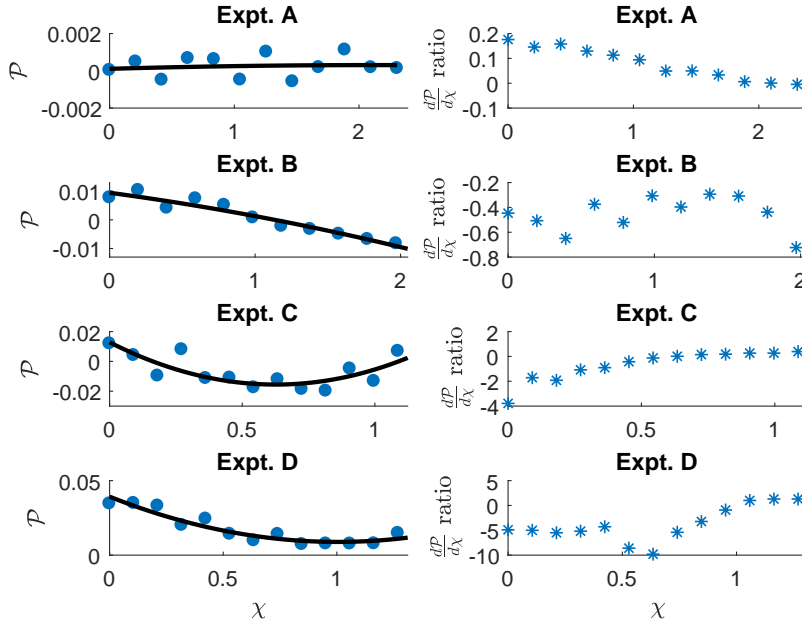 Expt. A
0.002
0
-0.002
𝒫
0 1 2
Expt. A
0.2
0.1
0
-0.1
d𝒫/dχ ratio
0 1 2
Expt. B
0.01
0
-0.01
𝒫
0 1 2
Expt. B
-0.2
-0.4
-0.6
-0.8
d𝒫/dχ ratio
0 1 2
Expt. C
0.02
0
-0.02
𝒫
0 0.5 1
Expt. C
2
0
-2
-4
d𝒫/dχ ratio
0 0.5 1
Expt. D
0.05
0
𝒫
0 0.5 1
χ
Expt. D
5
0
-5
-10
d𝒫/dχ ratio
0 1
χ